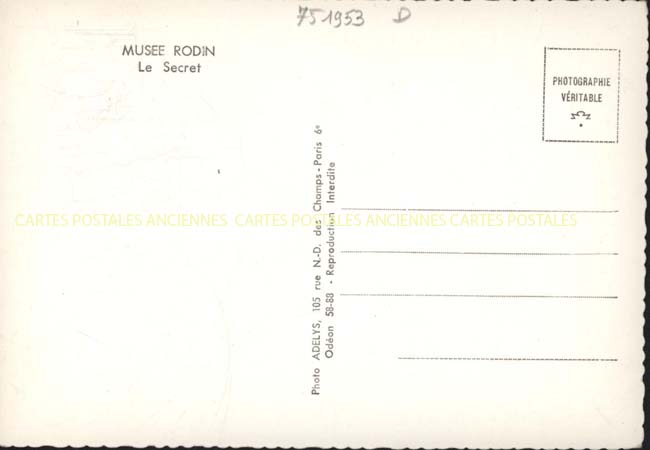 751953 D
MUSEE RODIN
Le Secret
PHOTOGRAPHIE
VÉRITABLE
Photo ADELYS, 105 rue N.-D. des Champs - Paris 6e
Odéon 58-88 - Reproduction Interdite
CARTES POSTALES ANCIENNES CARTES POSTALES ANCIENNES CARTES POSTALES